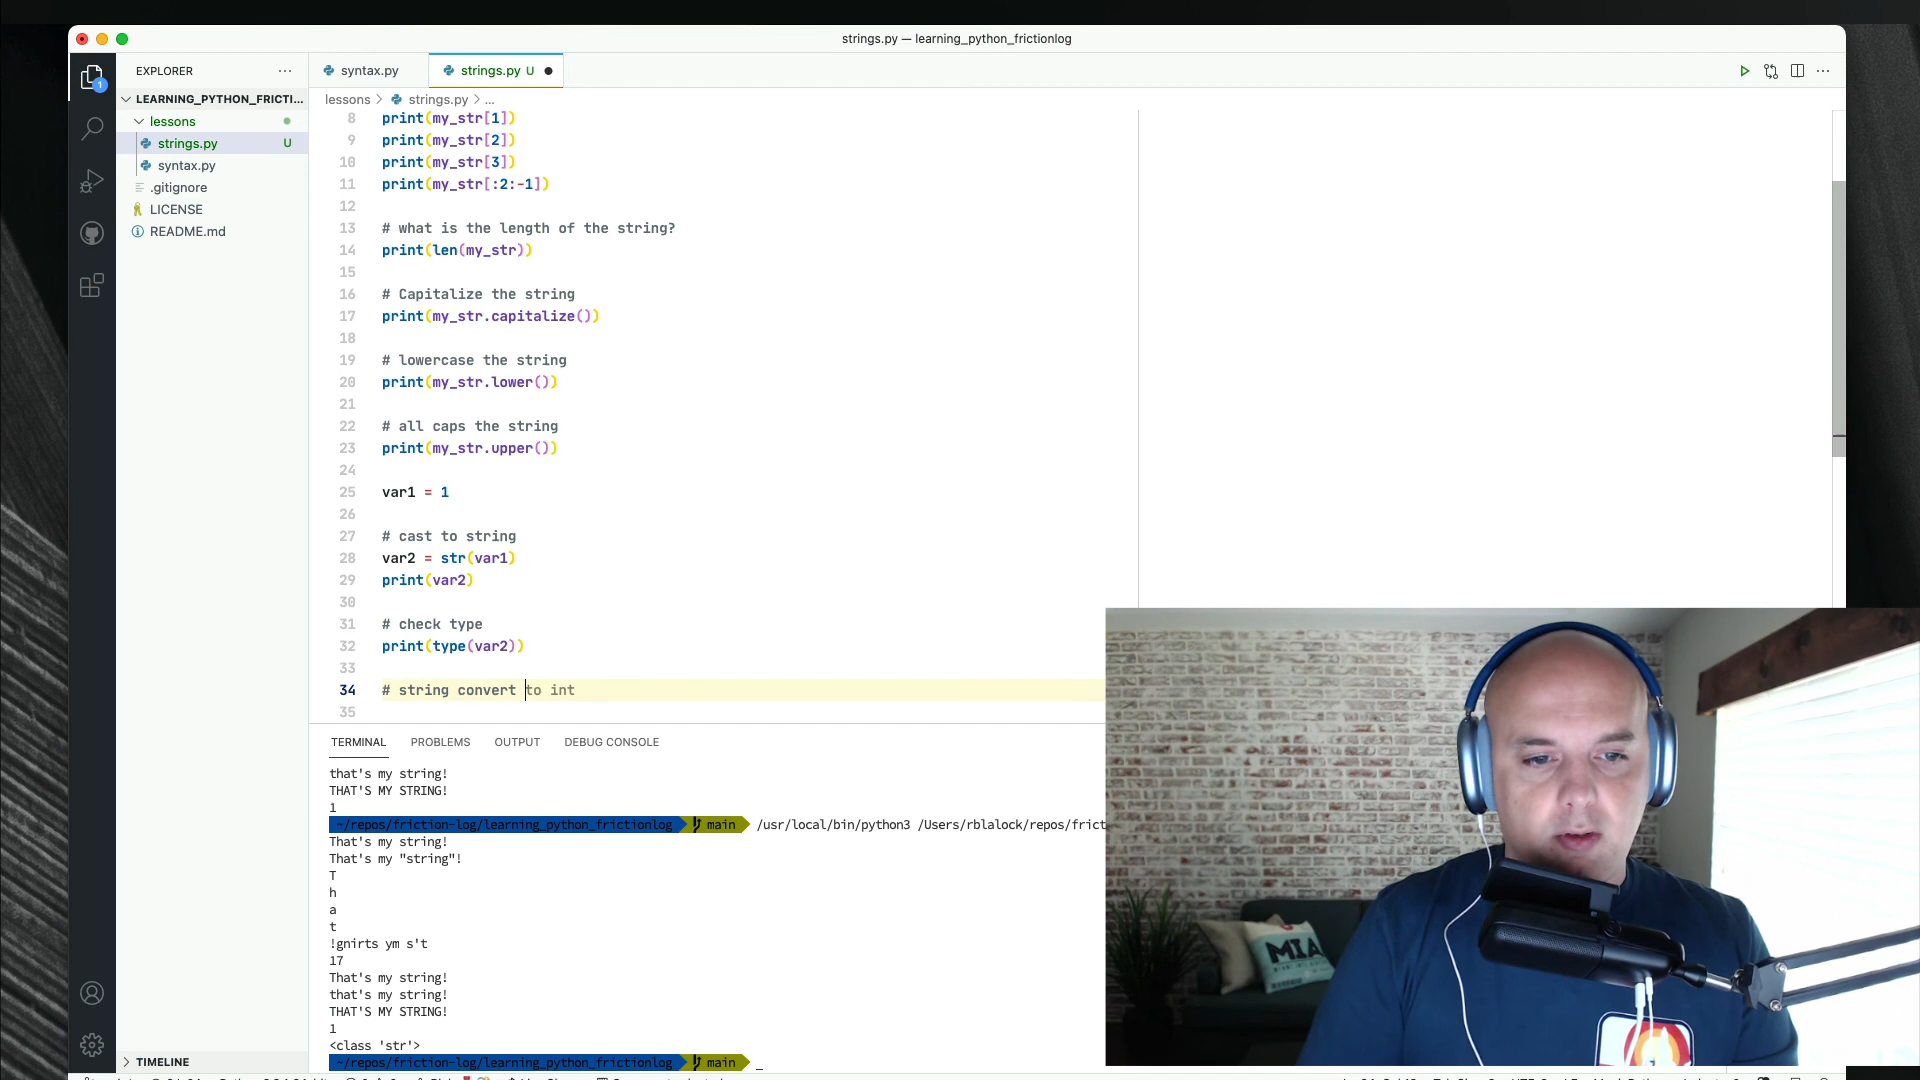 strings.py — learning_python_frictionlog
EXPLORER
syntax.py
strings.py U
LEARNING_PYTHON_FRICTI...
lessons
strings.py U
syntax.py
.gitignore
LICENSE
README.md
TIMELINE
1
lessons > strings.py > ...
8 print(my_str[1])
9 print(my_str[2])
10 print(my_str[3])
11 print(my_str[:2:-1])
12
13 # what is the length of the string?
14 print(len(my_str))
15
16 # Capitalize the string
17 print(my_str.capitalize())
18
19 # lowercase the string
20 print(my_str.lower())
21
22 # all caps the string
23 print(my_str.upper())
24
25 var1 = 1
26
27 # cast to string
28 var2 = str(var1)
29 print(var2)
30
31 # check type
32 print(type(var2))
33
34 # string convert to int
35
TERMINAL PROBLEMS OUTPUT DEBUG CONSOLE
that's my string!
THAT'S MY STRING!
1
~/repos/friction-log/learning_python_frictionlog main /usr/local/bin/python3 /Users/rblalock/repos/frict
That's my string!
That's my "string"!
T
h
a
t
!gnirts ym s't
17
That's my string!
that's my string!
THAT'S MY STRING!
1
<class 'str'>
~/repos/friction-log/learning_python_frictionlog main _
MIA